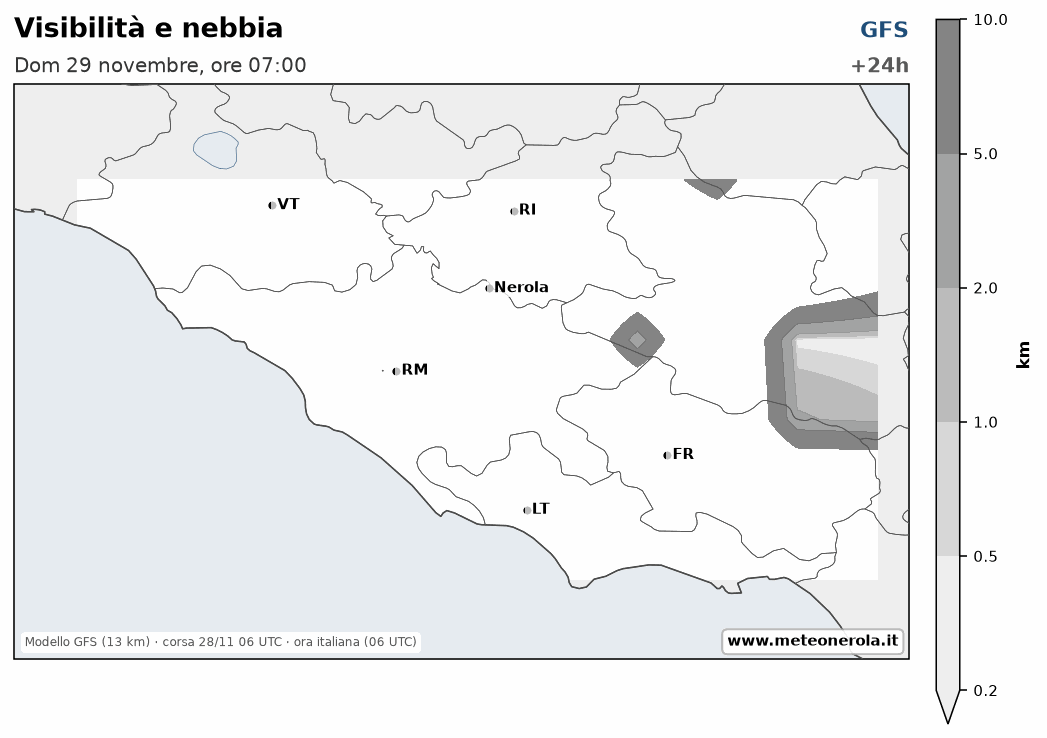 Visibilità e nebbia
GFS
Dom 29 novembre, ore 07:00
+24h
10.0
5.0
2.0
1.0
0.5
0.2
km
VT
RI
Nerola
RM
FR
LT
Modello GFS (13 km) · corsa 28/11 06 UTC · ora italiana (06 UTC)
www.meteonerola.it